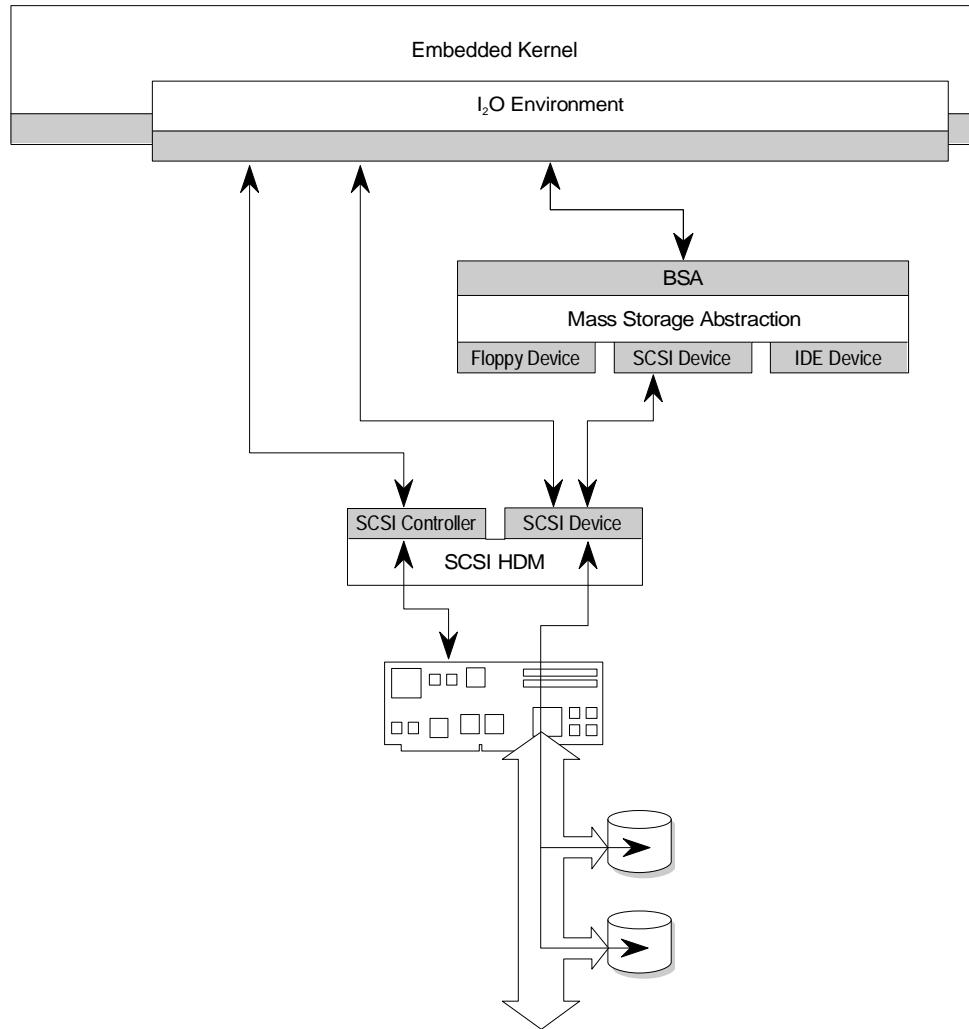 Embedded Kernel
I₂O Environment
BSA
Mass Storage Abstraction
Floppy Device SCSI Device IDE Device
SCSI Controller SCSI Device
SCSI HDM